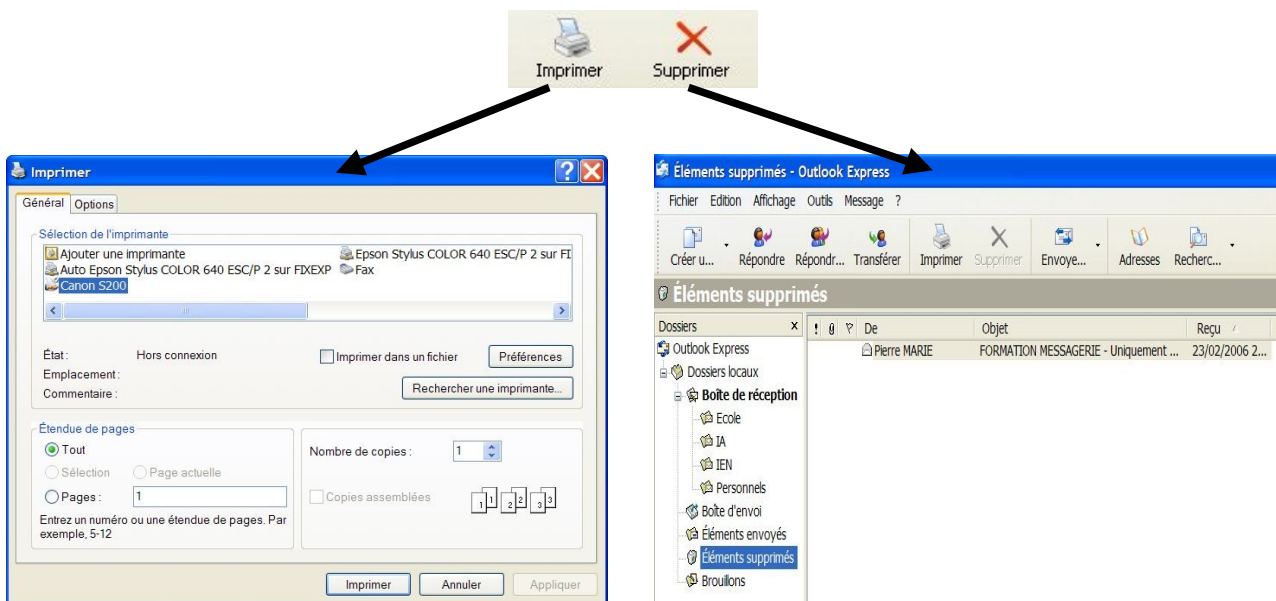 Imprimer Supprimer
Imprimer
Général Options
Sélection de l'imprimante
Ajouter une imprimante Epson Stylus COLOR 640 ESC/P 2 sur FI
Auto Epson Stylus COLOR 640 ESC/P 2 sur FIXEXP Fax
Canon S200
État : Hors connexion Imprimer dans un fichier Préférences
Emplacement :
Commentaire : Rechercher une imprimante...
Étendue de pages
Tout
Sélection Page actuelle
Pages : 1
Entrez un numéro ou une étendue de pages. Par
exemple, 5-12
Nombre de copies : 1
Copies assemblées 1 1 2 2 3 3
Imprimer Annuler Appliquer
Éléments supprimés - Outlook Express
Fichier Edition Affichage Outils Message ?
Créer u... Répondre Répondr... Transférer Imprimer Supprimer Envoye... Adresses Recherc...
Éléments supprimés
Dossiers x ! De Objet Reçu
Outlook Express Pierre MARIE FORMATION MESSAGERIE - Uniquement ... 23/02/2006 2...
Dossiers locaux
Boîte de réception
Ecole
IA
IEN
Personnels
Boîte d'envoi
Éléments envoyés
Éléments supprimés
Brouillons